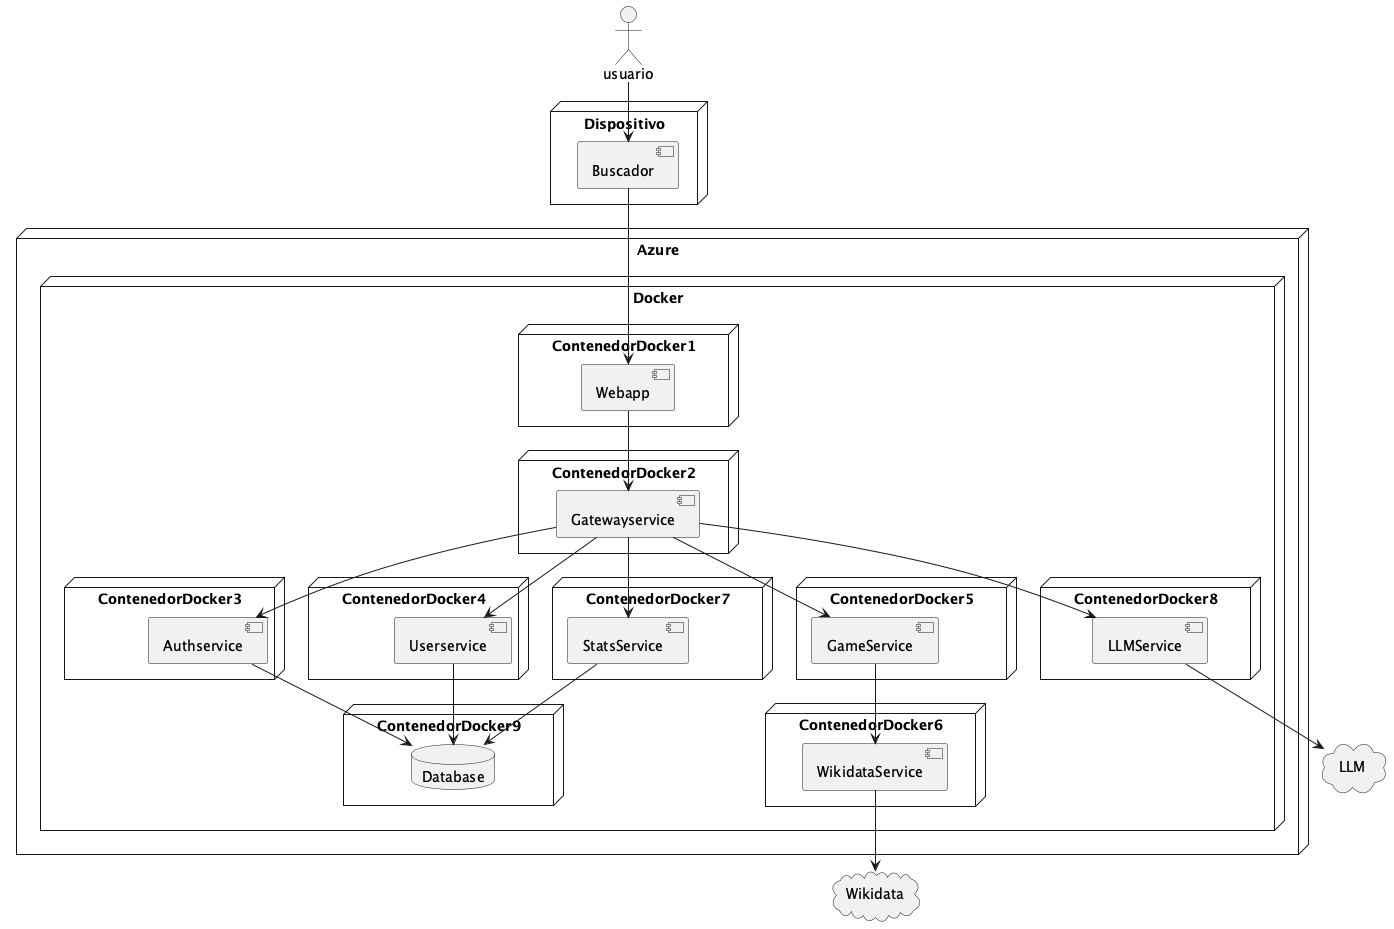 usuario
Dispositivo
Buscador
Azure
Docker
ContenedorDocker1
Webapp
ContenedorDocker2
Gatewayservice
ContenedorDocker3
ContenedorDocker4
ContenedorDocker7
ContenedorDocker5
ContenedorDocker8
Authservice
Userservice
StatsService
GameService
LLMService
ContenedorDocker9
ContenedorDocker6
Database
WikidataService
LLM
Wikidata